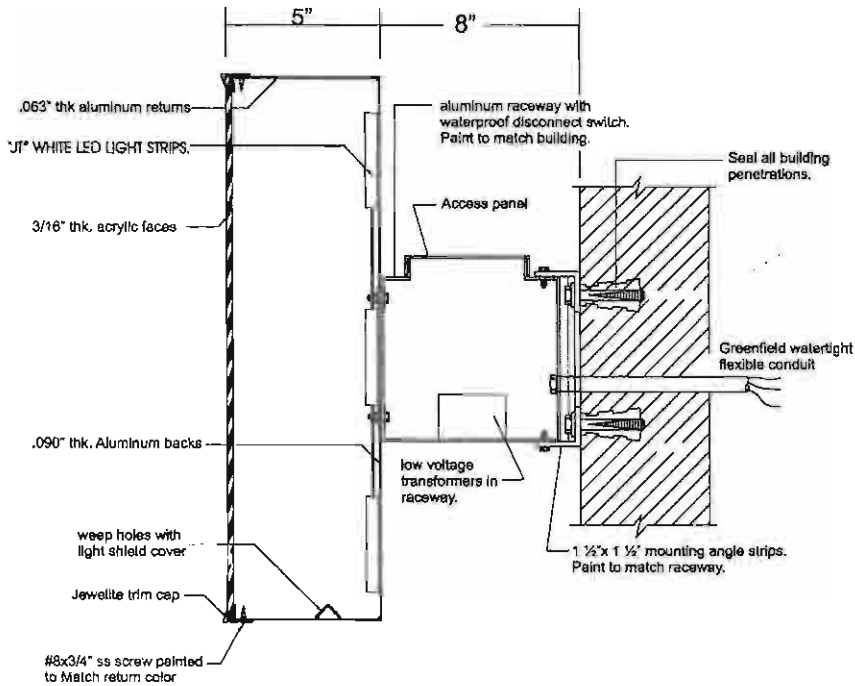 5"
8"
.063" thk aluminum returns
aluminum raceway with
waterproof disconnect switch.
Paint to match building.
WHITE LED LIGHT STRIPS.
Seal all building
penetrations.
Access panel
3/16" thk. acrylic faces
Greenfield watertight
flexible conduit
.090" thk. Aluminum backs
low voltage
transformers in
raceway.
weep holes with
light shield cover
1 ½"x 1 ½" mounting angle strips.
Paint to match raceway.
Jewelite trim cap
#8x3/4" ss screw painted
to Match return color